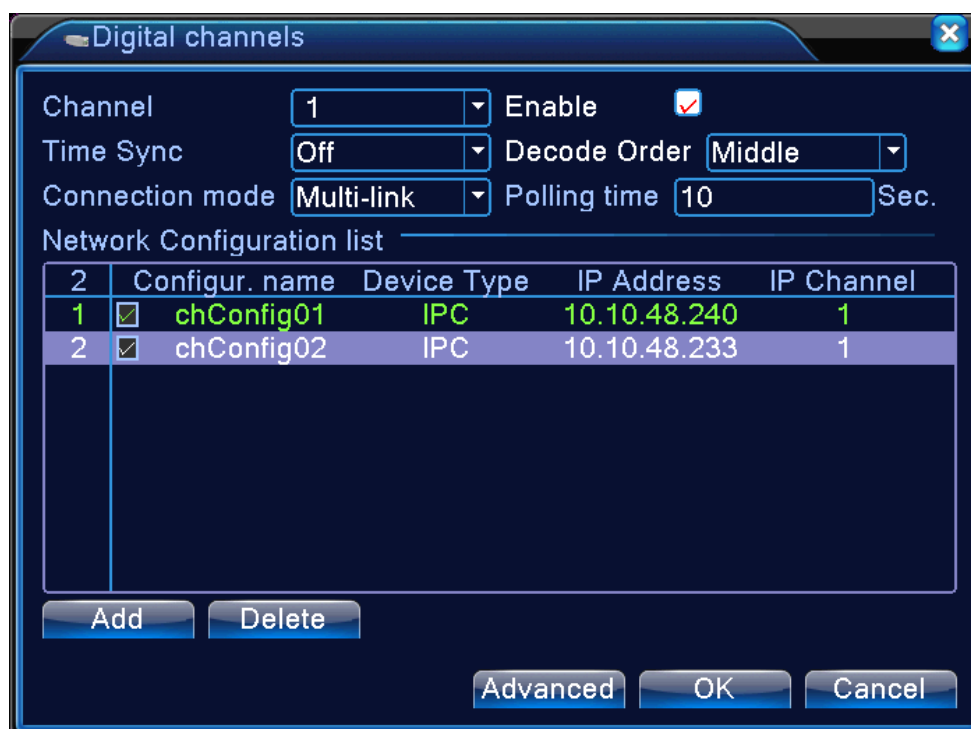 Digital channels
Channel 1 Enable
Time Sync Off Decode Order Middle
Connection mode Multi-link Polling time 10 Sec.
Network Configuration list
2 Configur. name Device Type IP Address IP Channel
1 chConfig01 IPC 10.10.48.240 1
2 chConfig02 IPC 10.10.48.233 1
Add Delete
Advanced OK Cancel